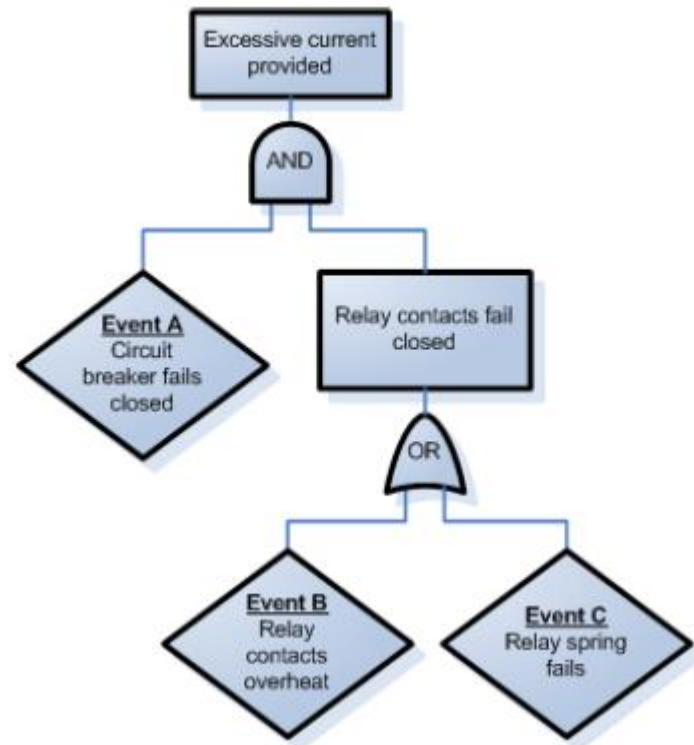 Excessive current
provided
AND
Event A
Circuit
breaker fails
closed
Relay contacts fail
closed
OR
Event B
Relay
contacts
overheat
Event C
Relay spring
fails